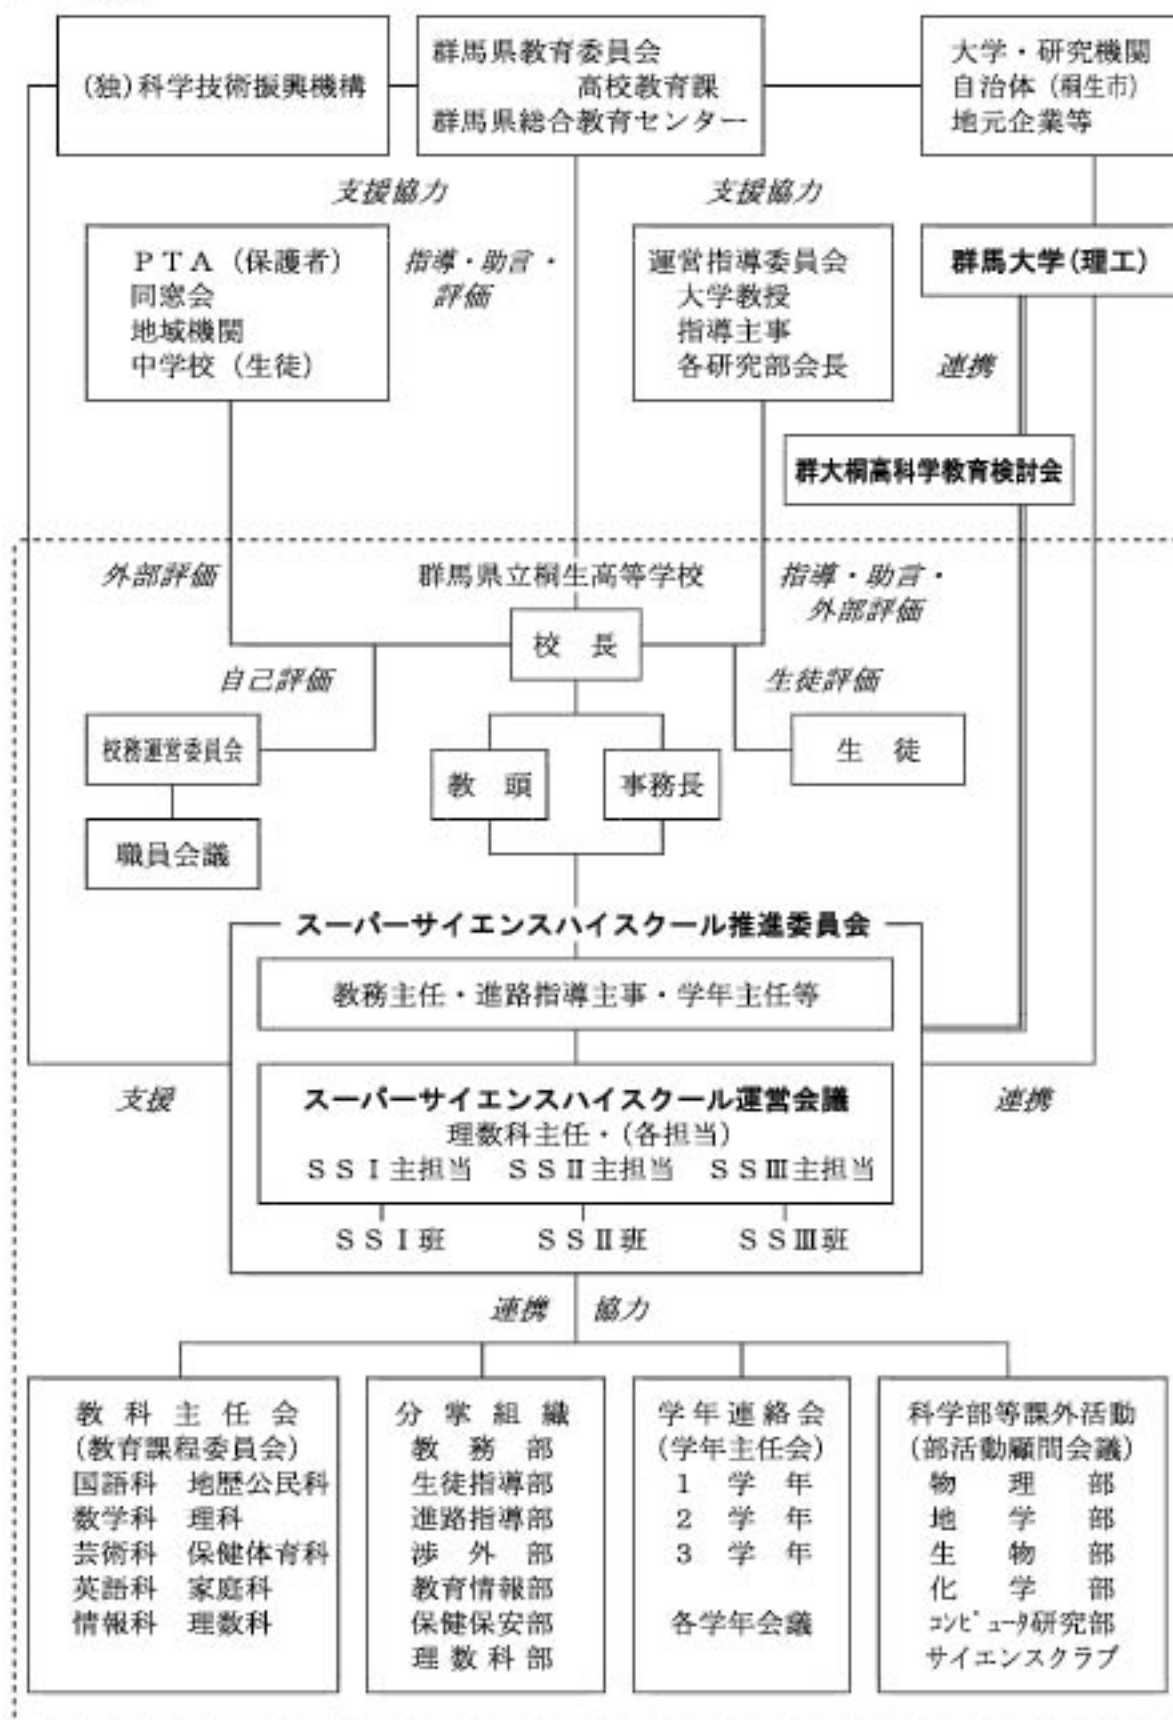 (独)科学技術振興機構
群馬県教育委員会
高校教育課
群馬県総合教育センター
大学・研究機関
自治体（桐生市）
地元企業等
支援協力
支援協力
ＰＴＡ（保護者）
同窓会
地域機関
中学校（生徒）
指導・助言・
評価
運営指導委員会
大学教授
指導主事
各研究部会長
群馬大学(理工)
連携
群大桐高科学教育検討会
外部評価
群馬県立桐生高等学校
指導・助言・
外部評価
校　長
自己評価
生徒評価
校務運営委員会
教　頭
事務長
生　徒
職員会議
スーパーサイエンスハイスクール推進委員会
教務主任・進路指導主事・学年主任等
支援
スーパーサイエンスハイスクール運営会議
理数科主任・(各担当)
ＳＳⅠ主担当　ＳＳⅡ主担当　ＳＳⅢ主担当
連携
ＳＳⅠ班　ＳＳⅡ班　ＳＳⅢ班
連携　協力
教科主任会
(教育課程委員会)
国語科　地歴公民科
数学科　理科
芸術科　保健体育科
英語科　家庭科
情報科　理数科
分掌組織
教務部
生徒指導部
進路指導部
渉外部
教育情報部
保健保安部
理数科部
学年連絡会
(学年主任会)
1　学　年
2　学　年
3　学　年
各学年会議
科学部等課外活動
(部活動顧問会議)
物　理　部
地　学　部
生　物　部
化　学　部
ｺﾝﾋﾟｭｰﾀ研究部
サイエンスクラブ